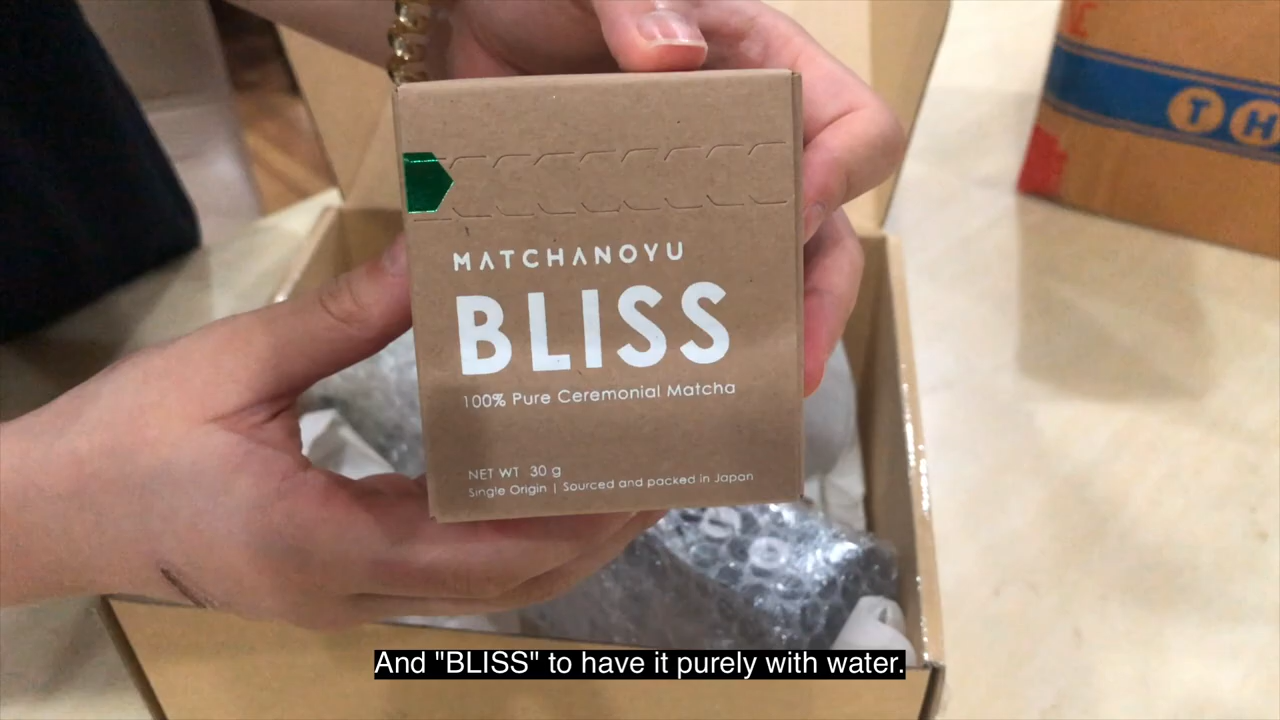 T H
MATCHANOYU
BLISS
100% Pure Ceremonial Matcha
NET WT 30 g
Single Origin | Sourced and packed in Japan
And "BLISS" to have it purely with water.